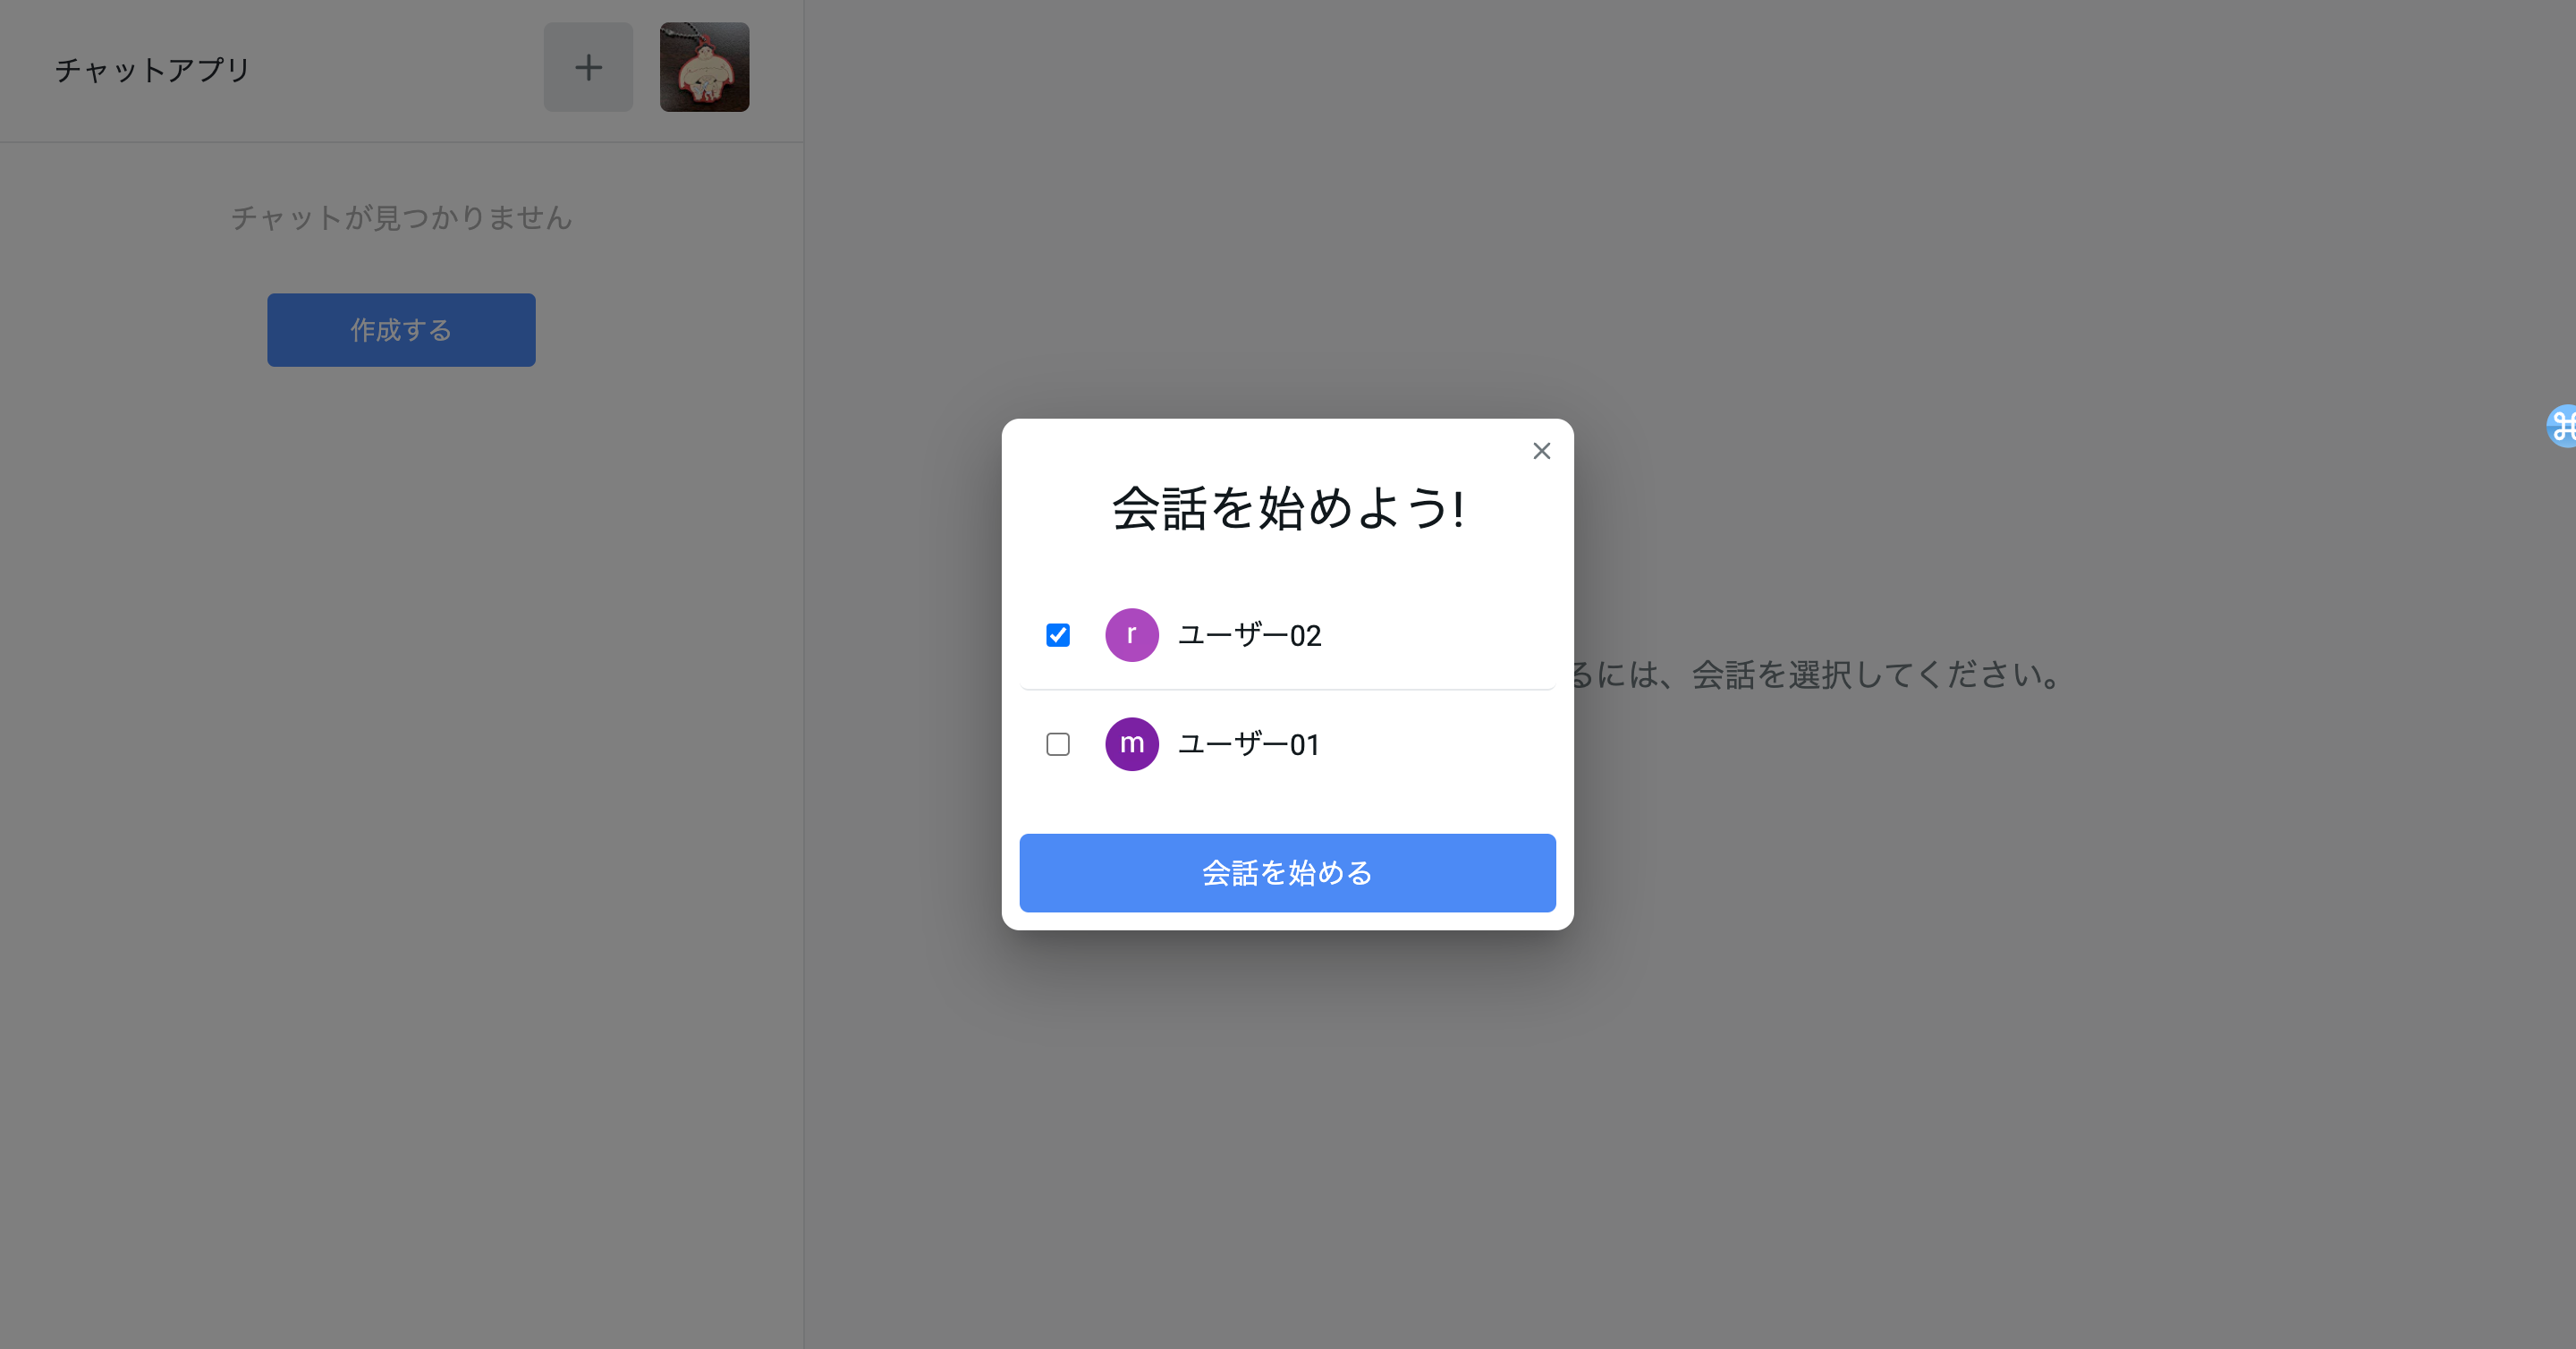 チャットアプリ
チャットが見つかりません
作成する
会話を始めよう!
r ユーザー02
るには、会話を選択してください。
m ユーザー01
会話を始める